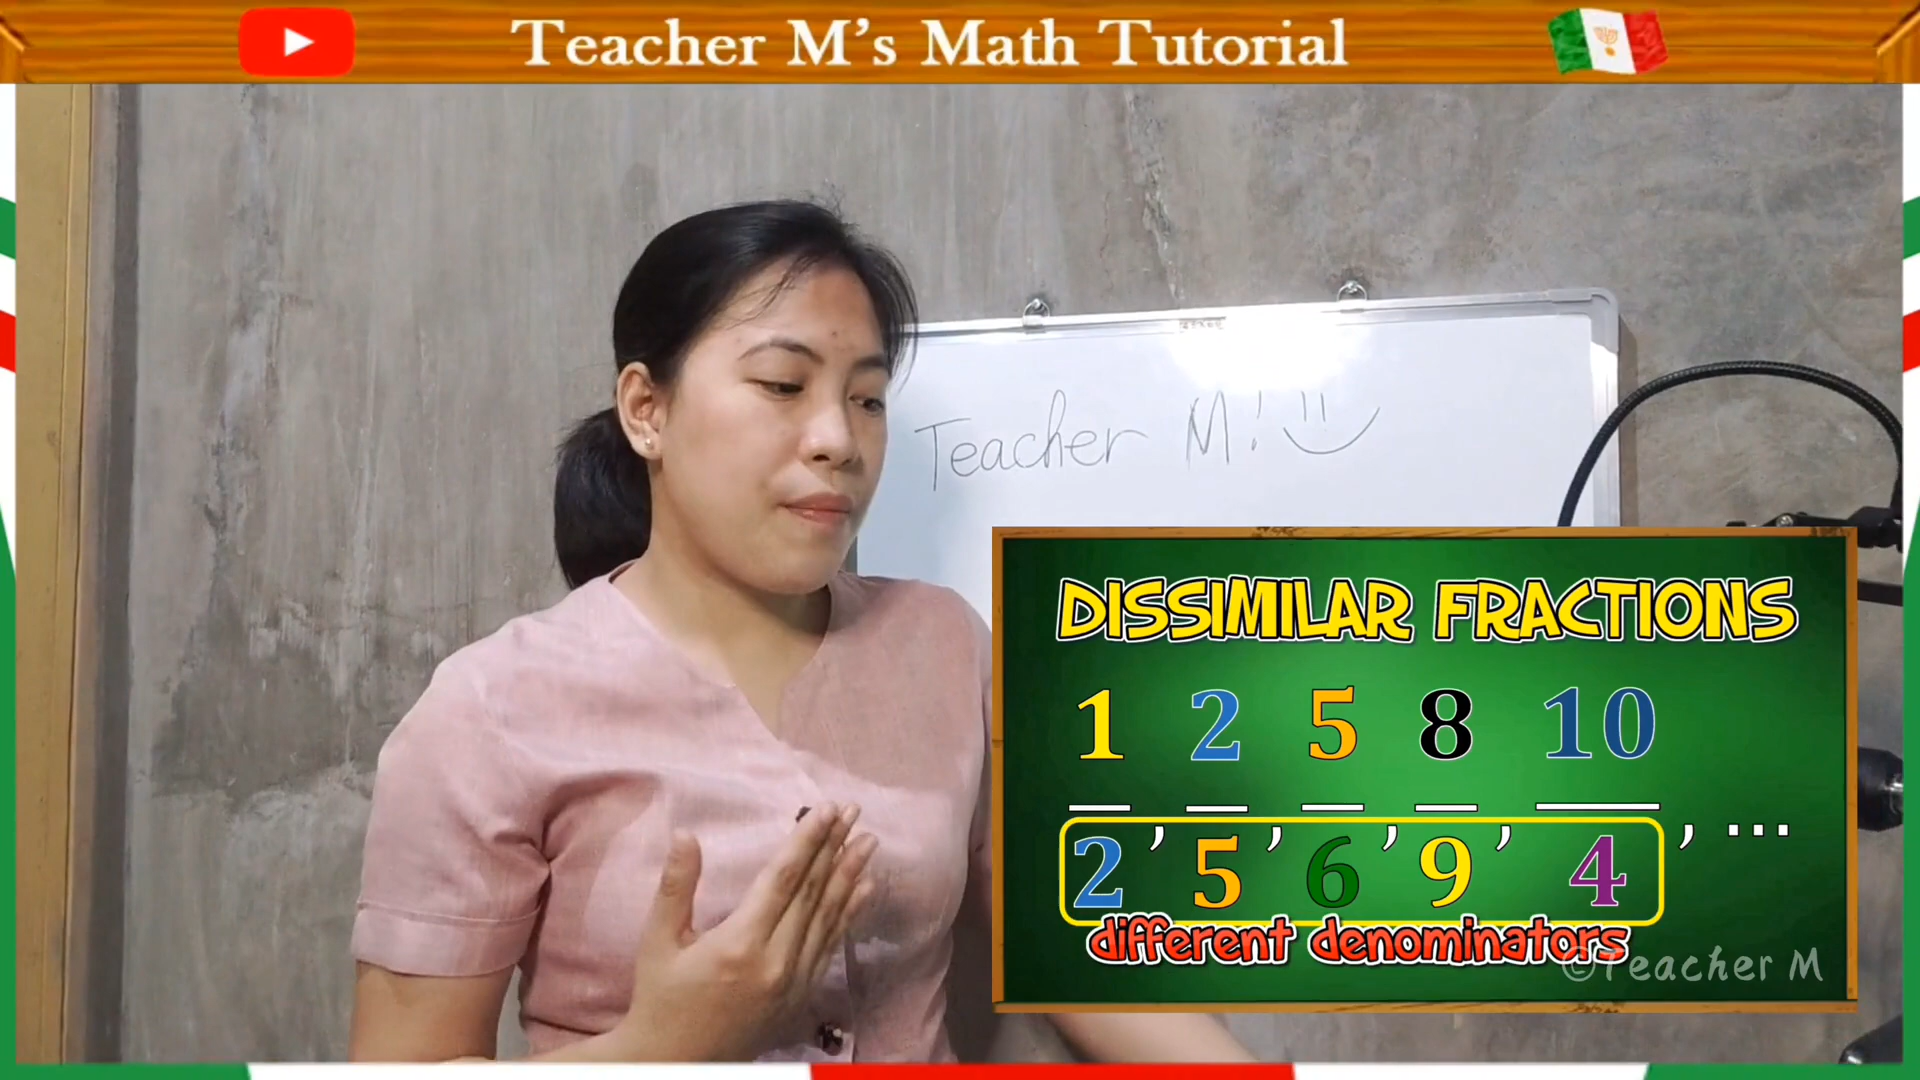 Teacher M's Math Tutorial
Teacher M! :)
DISSIMILAR FRACTIONS
1 2 5 8 10
2 , 5 , 6 , 9 , 4 , ...
different denominators
©Teacher M